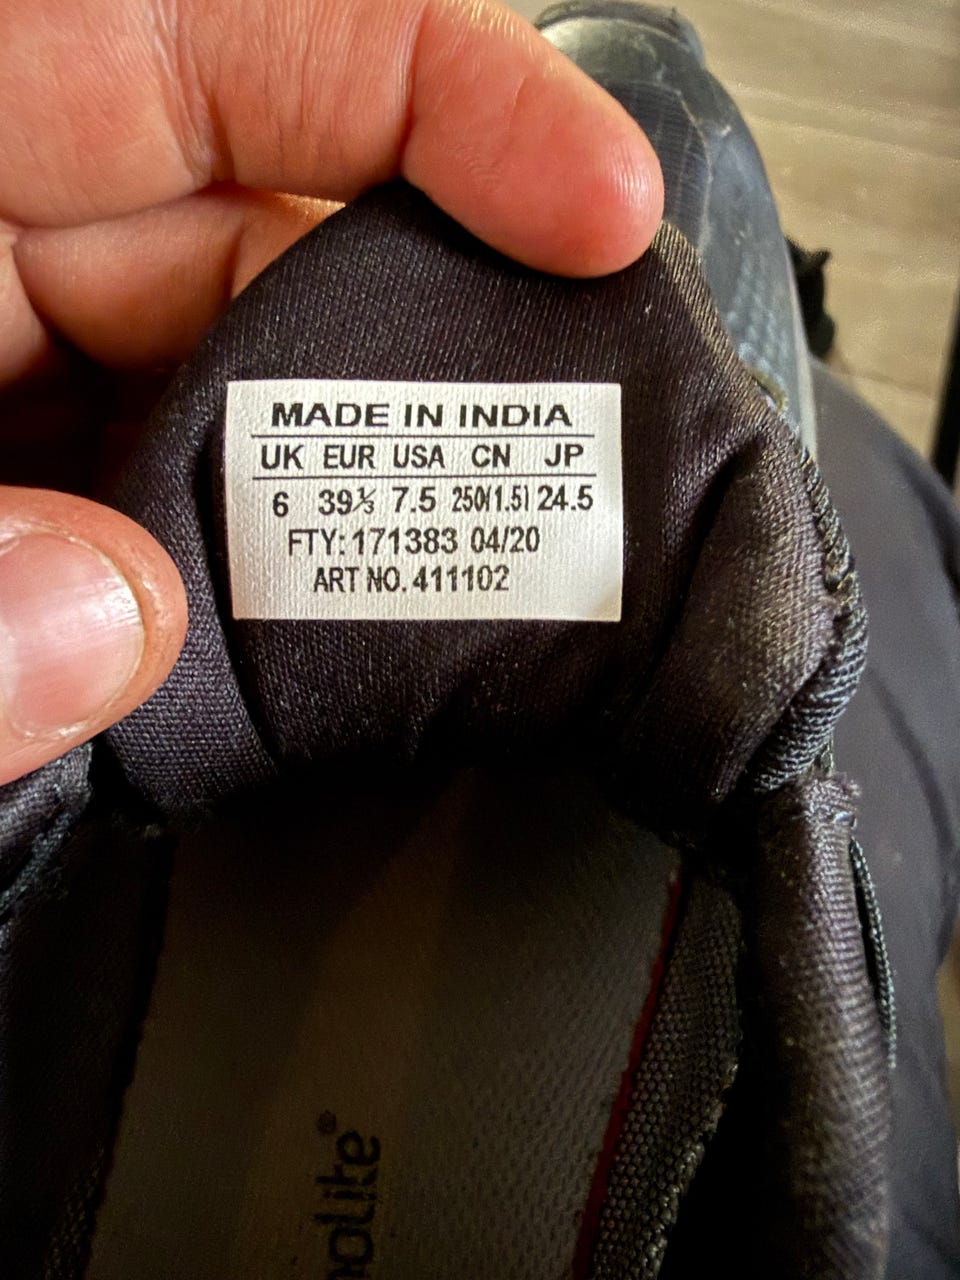 MADE IN INDIA
UK EUR USA CN JP
6 39⅓ 7.5 250(1.5) 24.5
FTY: 171383 04/20
ART NO. 411102